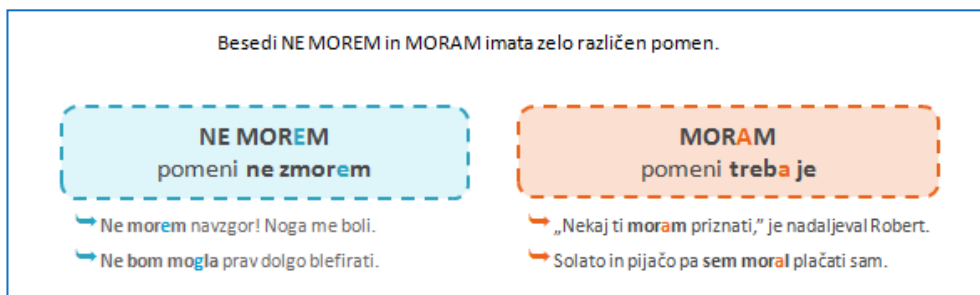 Besedi NE MOREM in MORAM imata zelo različen pomen.
NE MOREM
pomeni ne zmorem
Ne morem navzgor! Noga me boli.
Ne bom mogla prav dolgo blefirati.
MORAM
pomeni treba je
„Nekaj ti moram priznati,” je nadaljeval Robert.
Solato in pijačo pa sem moral plačati sam.